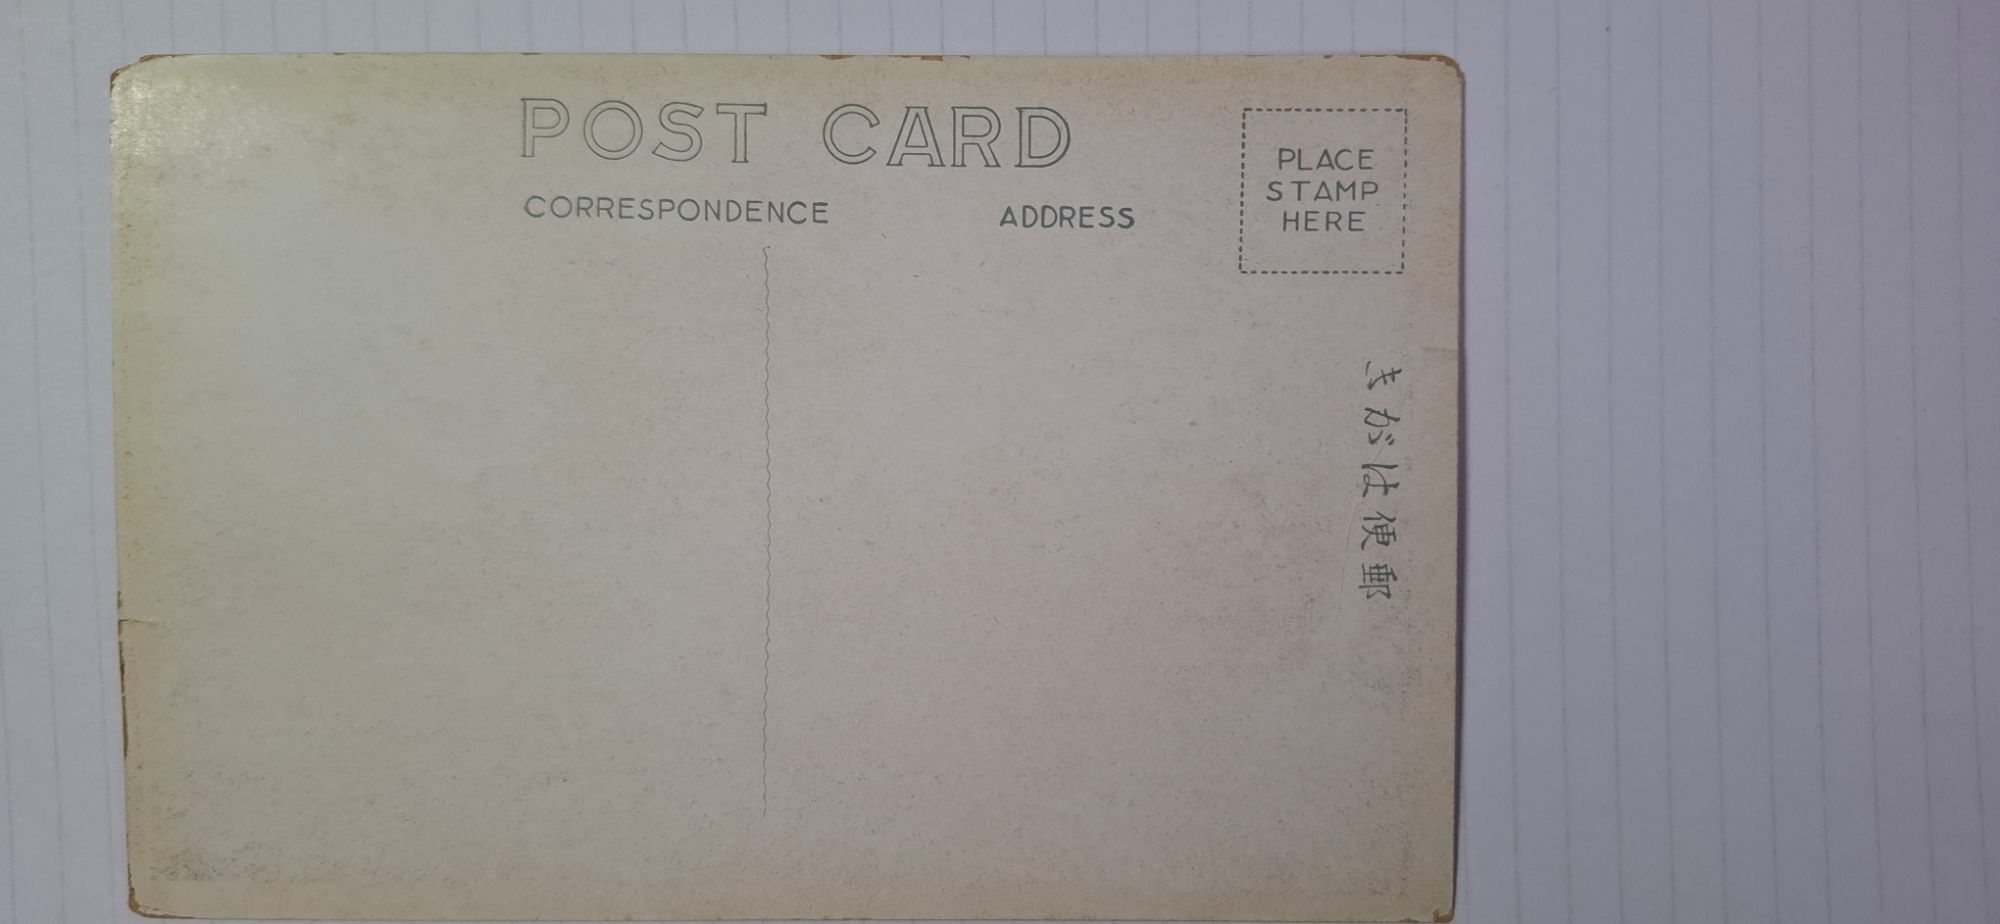 POST CARD
CORRESPONDENCE
ADDRESS
PLACE
STAMP
HERE
郵便はがき